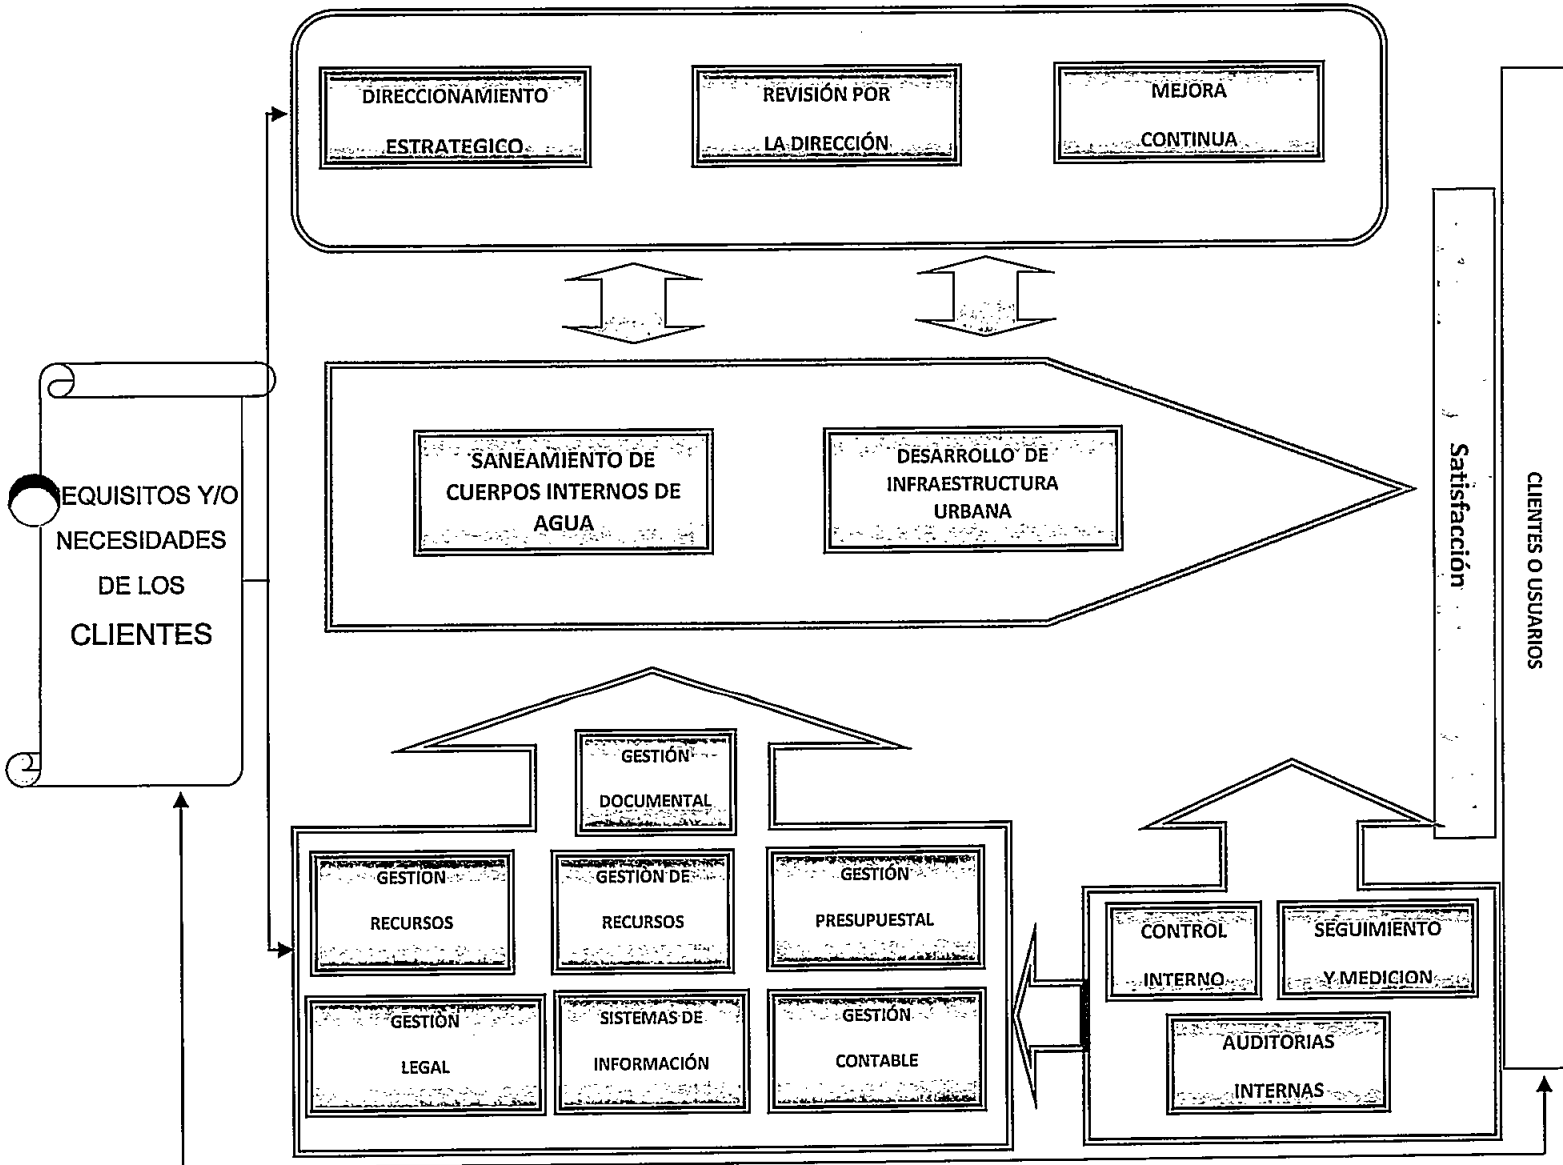 DIRECCIONAMIENTO
ESTRATEGICO
REVISIÓN POR
LA DIRECCIÓN
MEJORA
CONTINUA
EQUISITOS Y/O
NECESIDADES
DE LOS
CLIENTES
SANEAMIENTO DE
CUERPOS INTERNOS DE
AGUA
DESARROLLO DE
INFRAESTRUCTURA
URBANA
Satisfacción
CLIENTES O USUARIOS
GESTIÓN
DOCUMENTAL
GESTION
RECURSOS
GESTIÒN DE
RECURSOS
GESTIÓN
PRESUPUESTAL
GESTIÒN
LEGAL
SISTEMAS DE
INFORMACIÓN
GESTIÓN
CONTABLE
CONTROL
INTERNO
SEGUIMIENTO
Y MEDICION
AUDITORIAS
INTERNAS